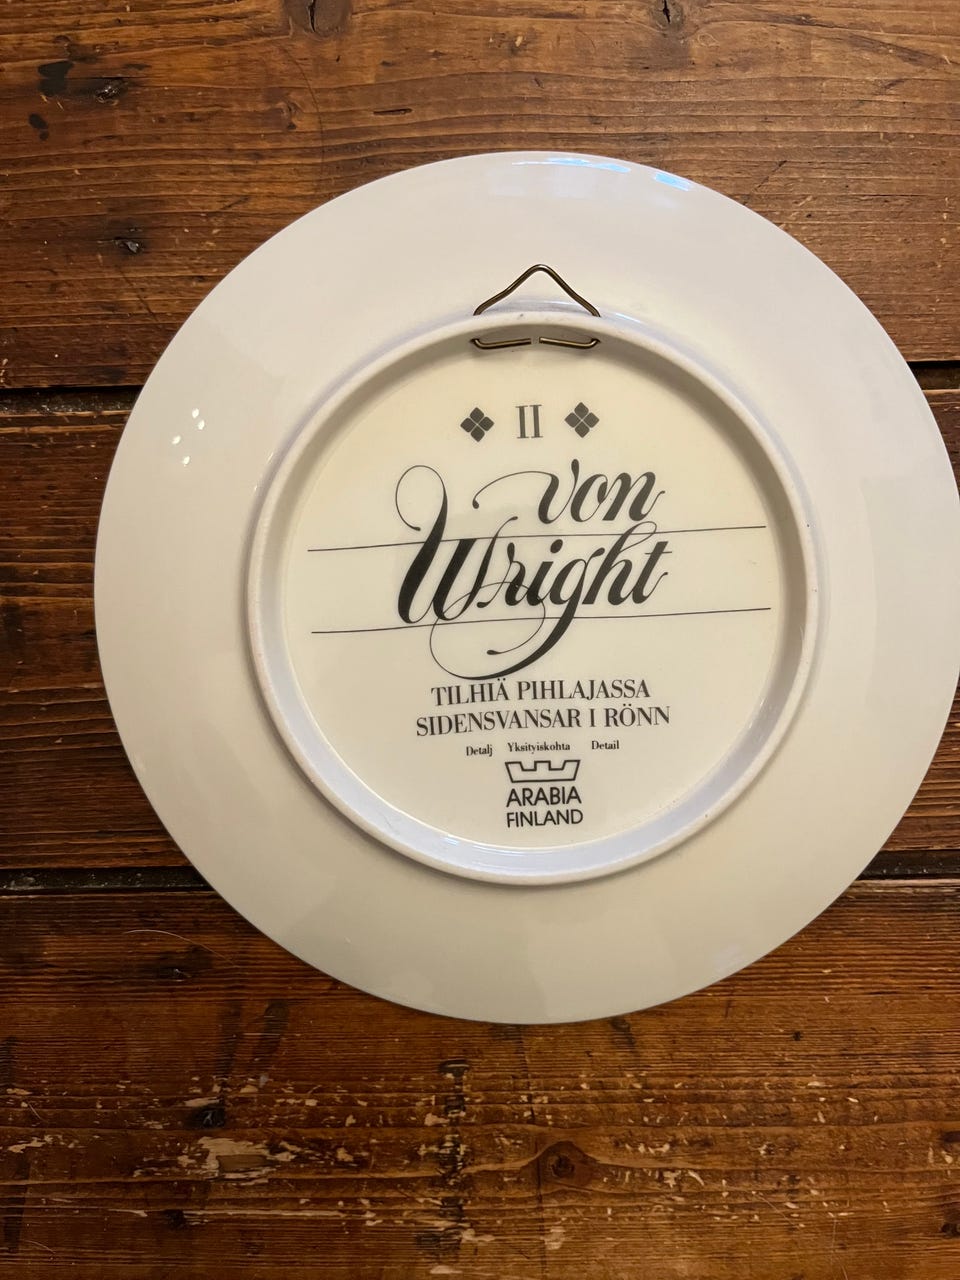 II
von
Wright
TILHIÄ PIHLAJASSA
SIDENSVANSAR I RÖNN
Detalj Yksityiskohta Detail
ARABIA
FINLAND